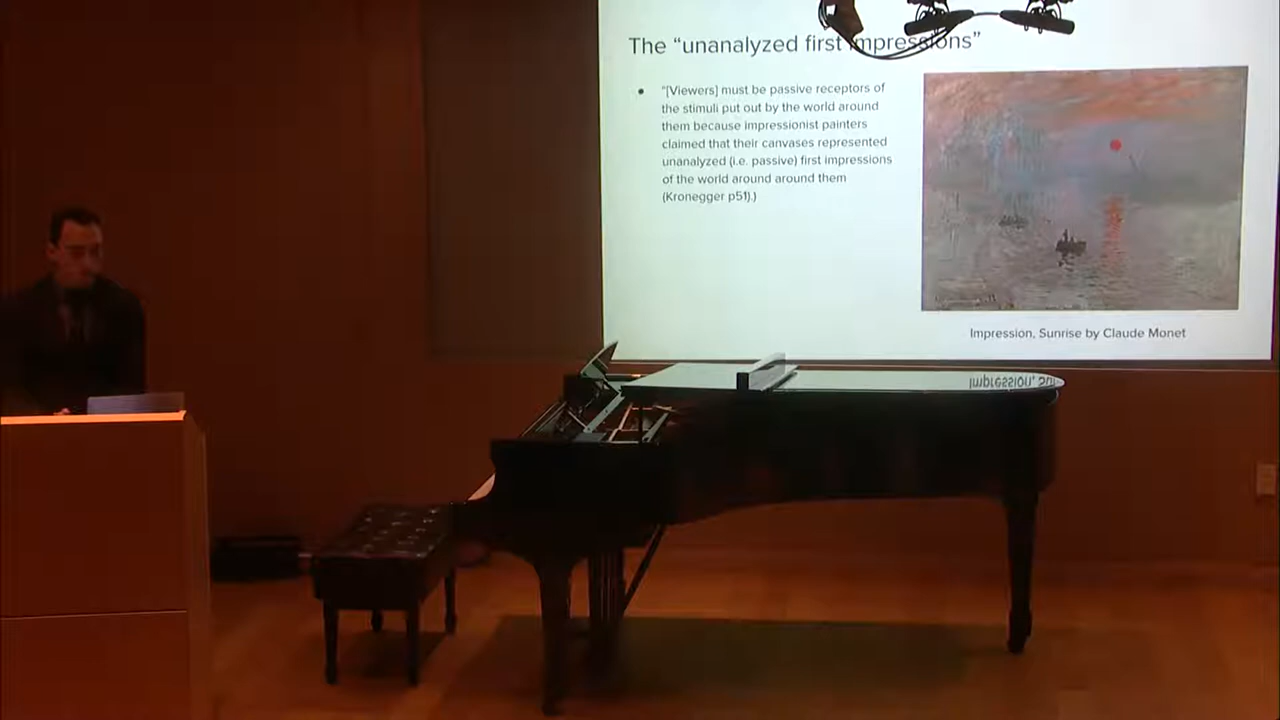 The “unanalyzed first impressions”
“[Viewers] must be passive receptors of
the stimuli put out by the world around
them because impressionist painters
claimed that their canvases represented
unanalyzed (i.e. passive) first impressions
of the world around around them
(Kronegger p51).)
Impression, Sunrise by Claude Monet